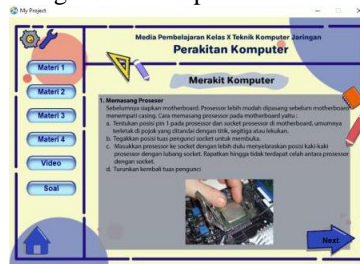 My Project
Media Pembelajaran Kelas X Teknik Komputer Jaringan
Perakitan Komputer
Materi 1
Materi 2
Materi 3
Materi 4
Video
Soal
Merakit Komputer
1. Memasang Prosesor
Sebelumnya siapkan motherboard. Prosesor lebih mudah dipasang sebelum motherboard
menempati casing. Cara memasang prosesor pada motherboard yaitu :
a. Tentukan posisi pin 1 pada prosesor dan socket prosesor di motherboard, umumnya
terletak di pojok yang ditandai dengan titik, segitiga atau lekukan.
b. Tegakkan posisi tuas pengunci socket untuk membuka.
c. Masukkan prosesor ke socket dengan lebih dulu menyelaraskan posisi kaki-kaki
prosesor dengan lubang socket. Rapatkan hingga tidak terdapat celah antara prosesor
dengan socket.
d. Turunkan kembali tuas pengunci
Next